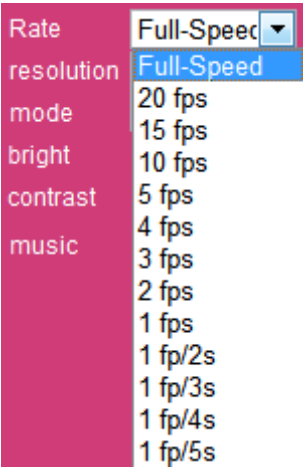 Rate Full-Speed
resolution Full-Speed
20 fps
mode 15 fps
bright 10 fps
contrast 5 fps
4 fps
music 3 fps
2 fps
1 fps
1 fp/2s
1 fp/3s
1 fp/4s
1 fp/5s